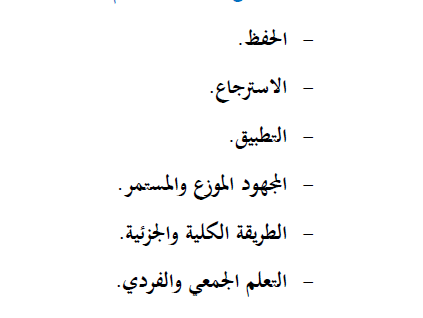 – الحفظ.
– الاسترجاع.
– التطبيق.
– المجهود الموزع والمستمر.
– الطريقة الكلية والجزئية.
– التعلم الجمعي والفردي.